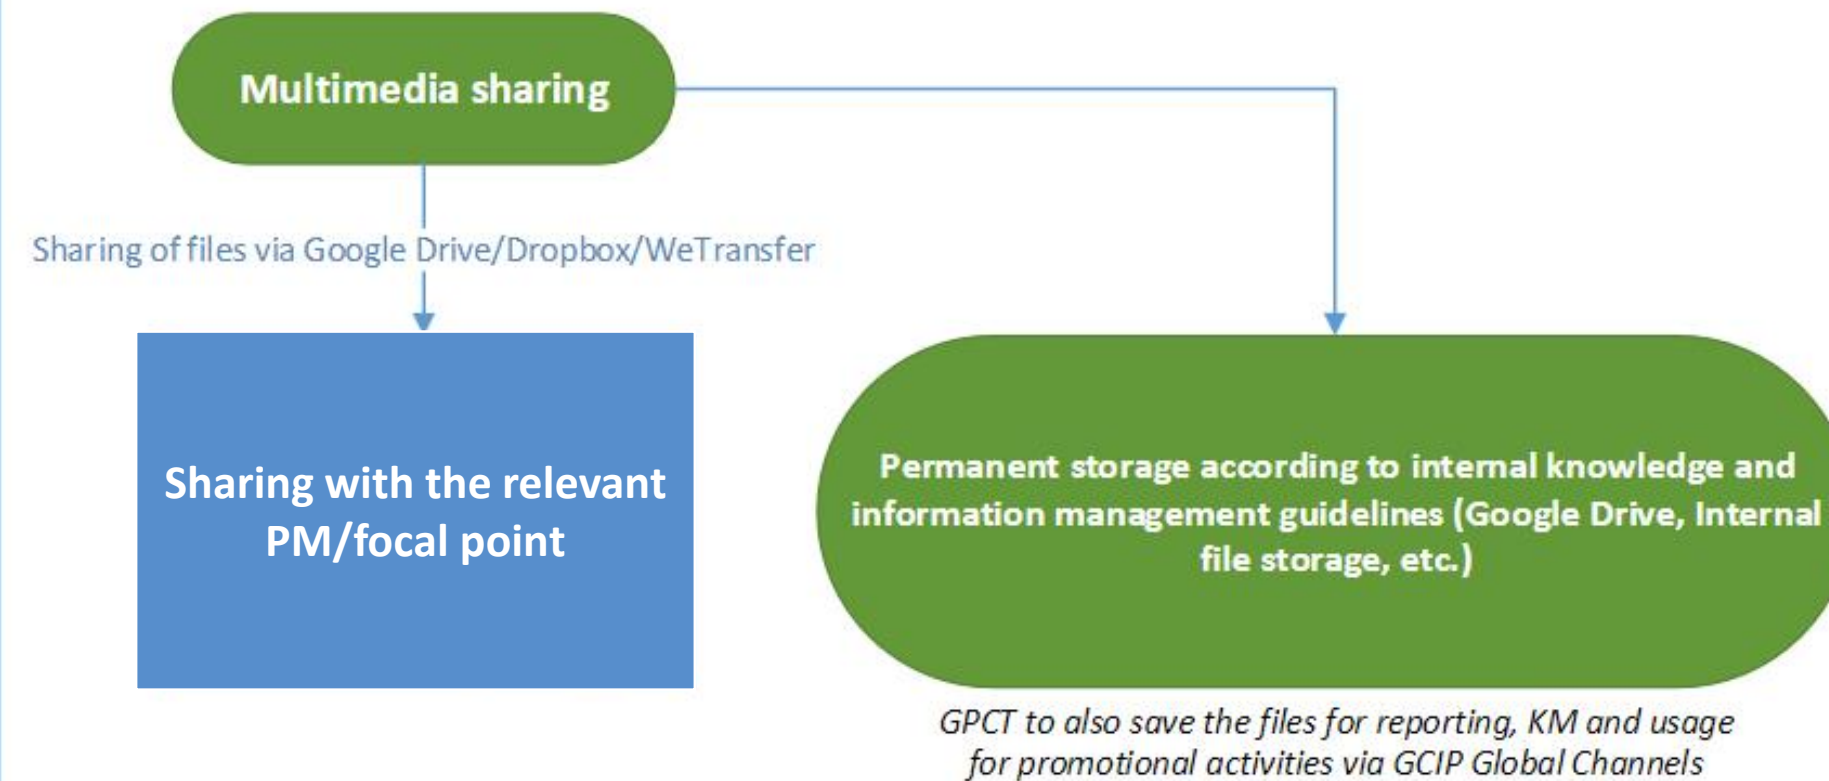 Multimedia sharing
Sharing of files via Google Drive/Dropbox/WeTransfer
Sharing with the relevant
PM/focal point
Permanent storage according to internal knowledge and
information management guidelines (Google Drive, Internal
file storage, etc.)
GPCT to also save the files for reporting, KM and usage
for promotional activities via GCIP Global Channels